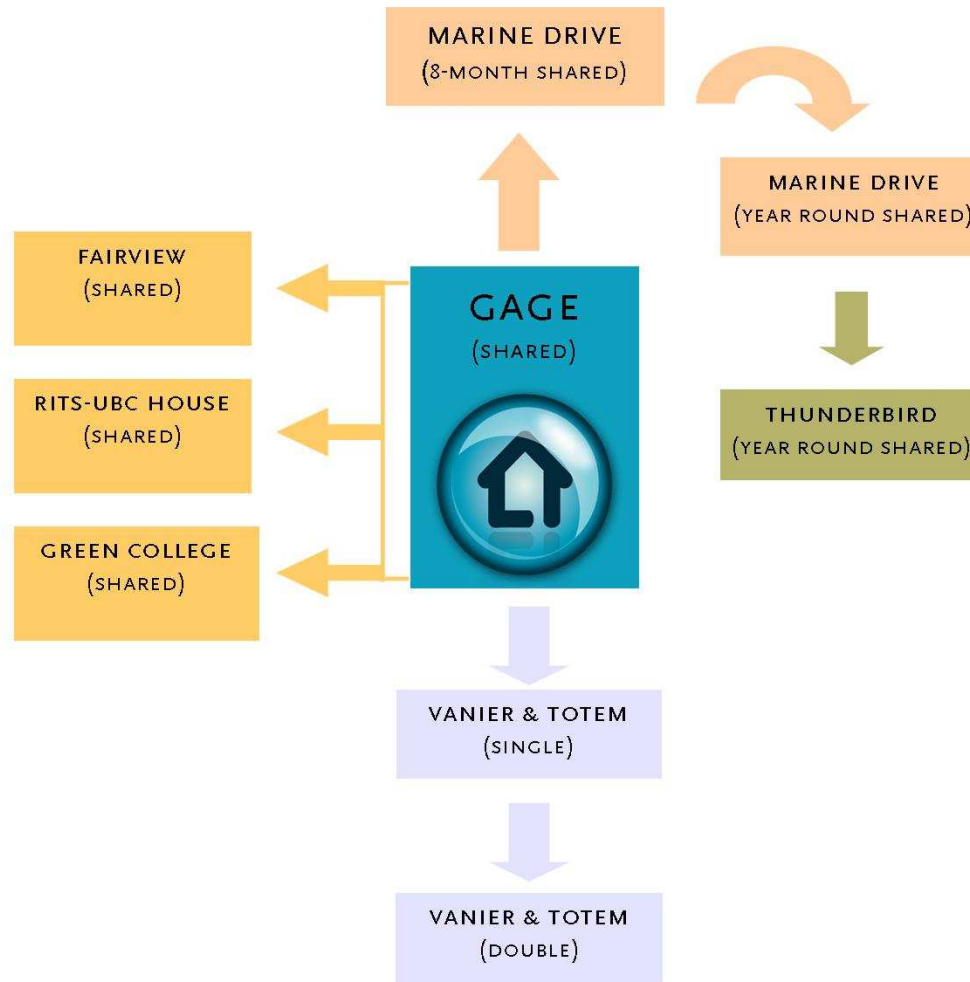 MARINE DRIVE
(8-MONTH SHARED)
MARINE DRIVE
(YEAR ROUND SHARED)
FAIRVIEW
(SHARED)
GAGE
(SHARED)
RITS-UBC HOUSE
(SHARED)
THUNDERBIRD
(YEAR ROUND SHARED)
GREEN COLLEGE
(SHARED)
VANIER & TOTEM
(SINGLE)
VANIER & TOTEM
(DOUBLE)